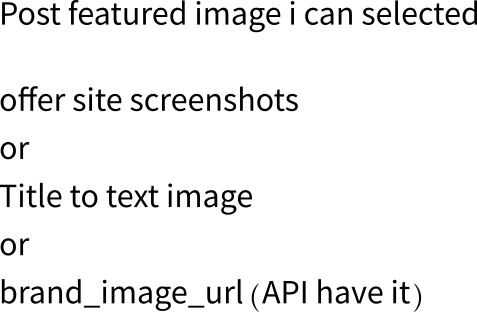 Post featured image i can selected
offer site screenshots
or
Title to text image
or
brand_image_url (API have it)